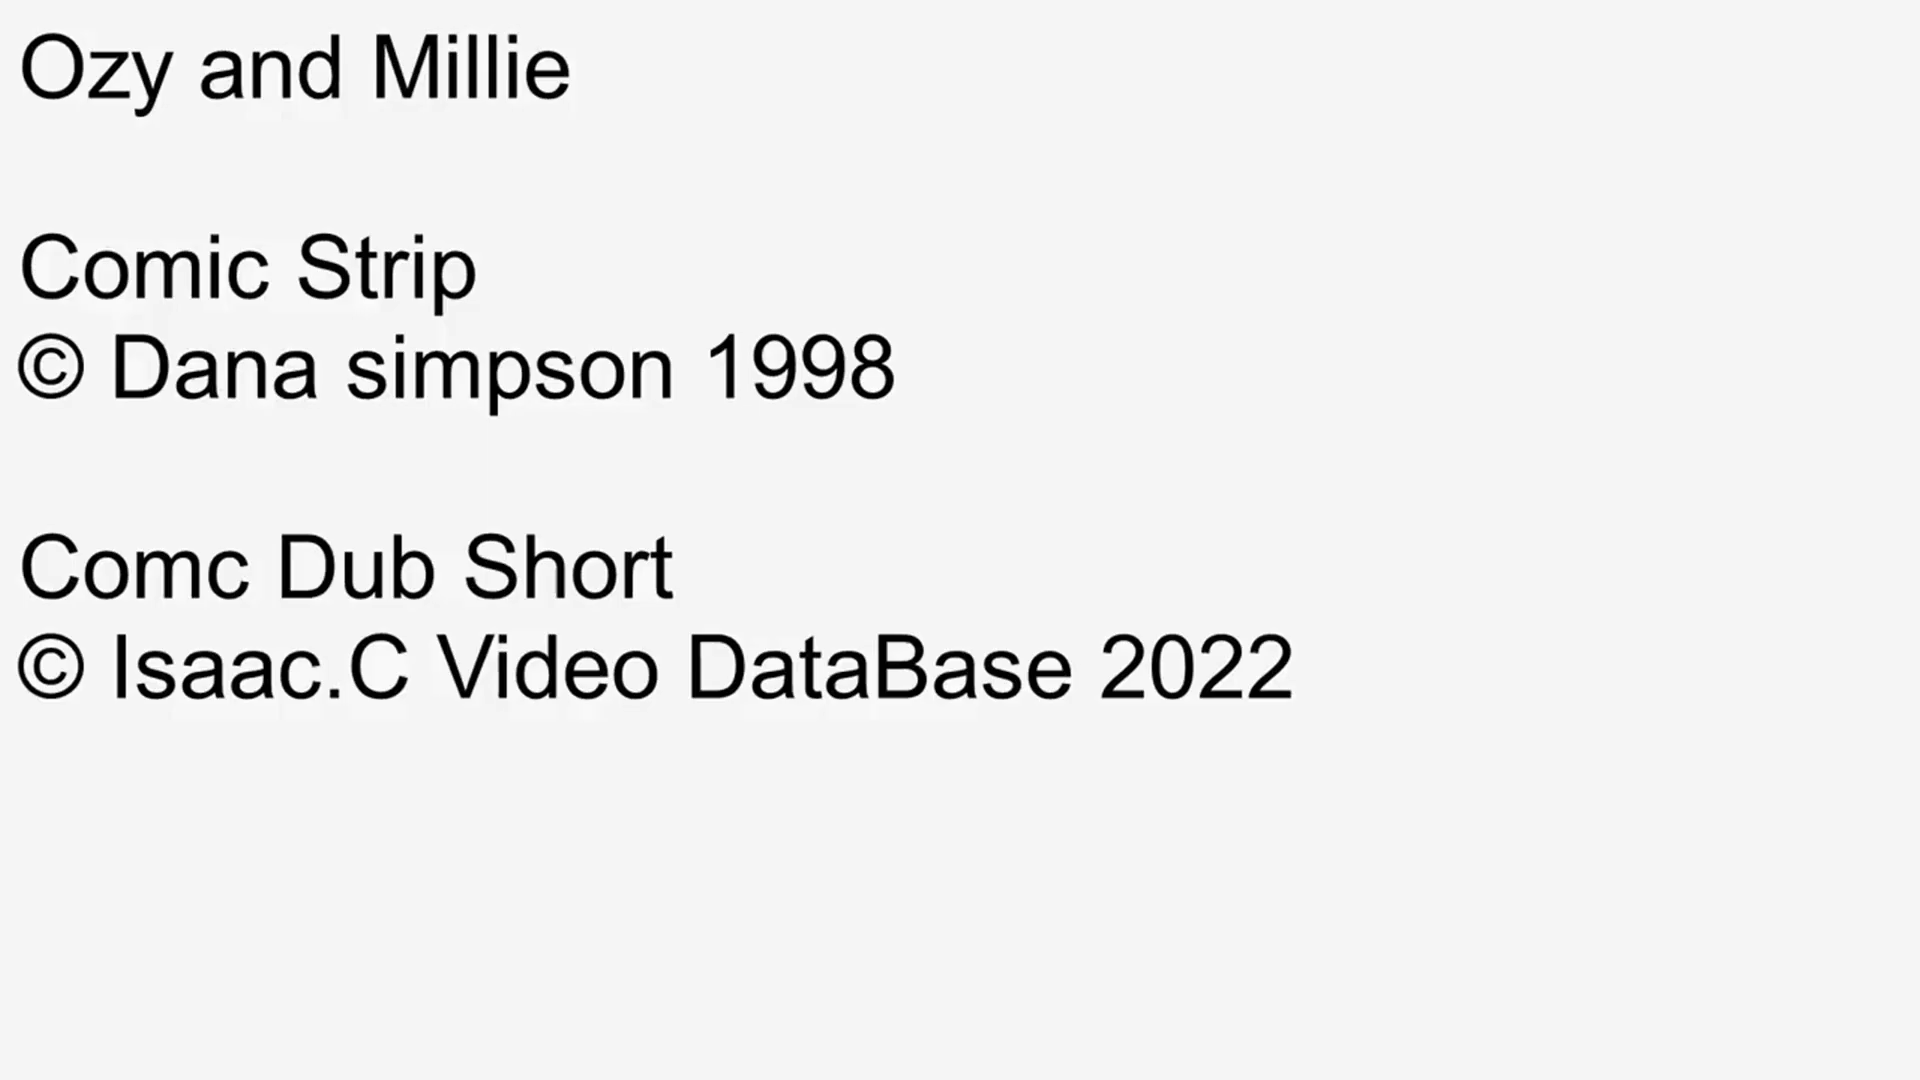 Ozy and Millie
Comic Strip
© Dana simpson 1998
Comc Dub Short
© Isaac.C Video DataBase 2022